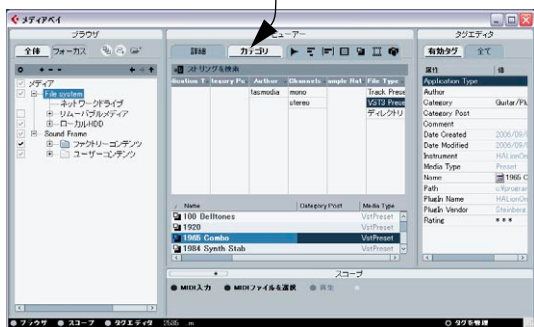 メディアベイ
ブラウザ
ビューアー
タグエディタ
全体 フォーカス
詳細 カテゴリ
有効タグ 全て
ストリングを検索
属性 値
Author Channels File Type
tasmodia mono Track Prese
stereo VST3 Prese
ディレクトリ
メディア
File system
ネットワークドライブ
リムーバブルメディア
ローカルHDD
Sound Frame
ファクトリーコンテンツ
ユーザーコンテンツ
Application Type
Author
Category Guitar/Plu
Category Post
Comment
Date Created 2006/09/
Date Modified 2006/09/
Instrument HALionOn
Media Type Preset
Name 1965 C
Path
Plugin Name HALionOn
Plugin Vendor Steinberg
Rating ***
Name Category Post Media Type
100 Belltones VstPreset
1920 VstPreset
1965 Combo VstPreset
1984 Synth Stab VstPreset
スコープ
MIDI入力 MIDIファイルを選択 再生
ブラウザ スコープ タグエディタ タグを管理